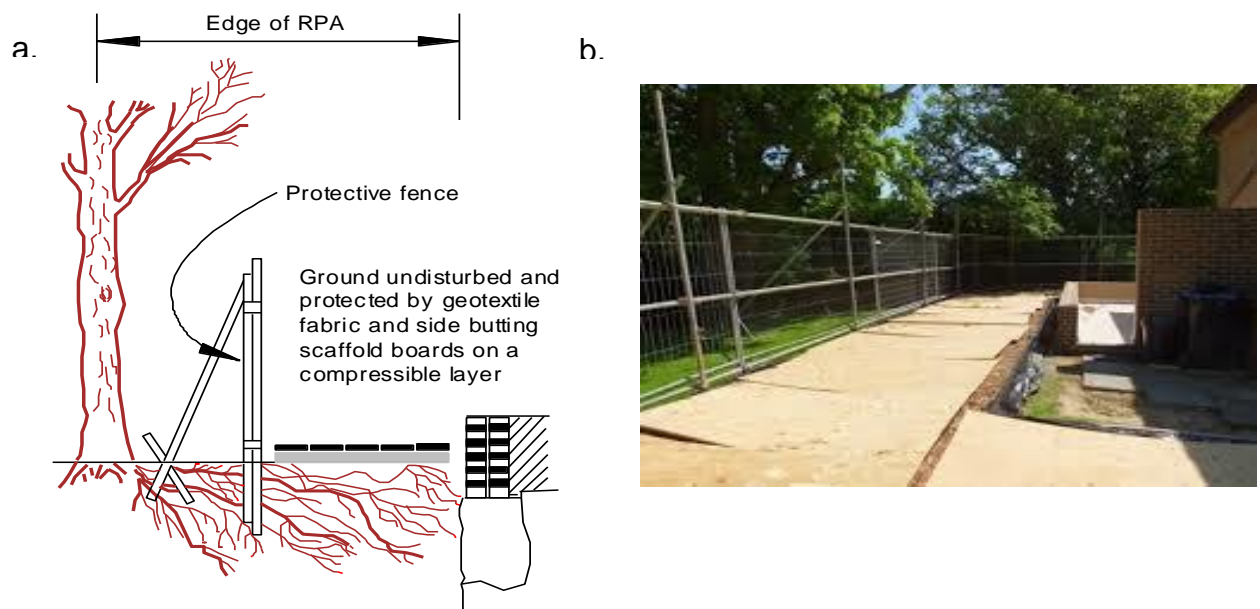 a.
Edge of RPA
b.
Protective fence
Ground undisturbed and
protected by geotextile
fabric and side butting
scaffold boards on a
compressible layer